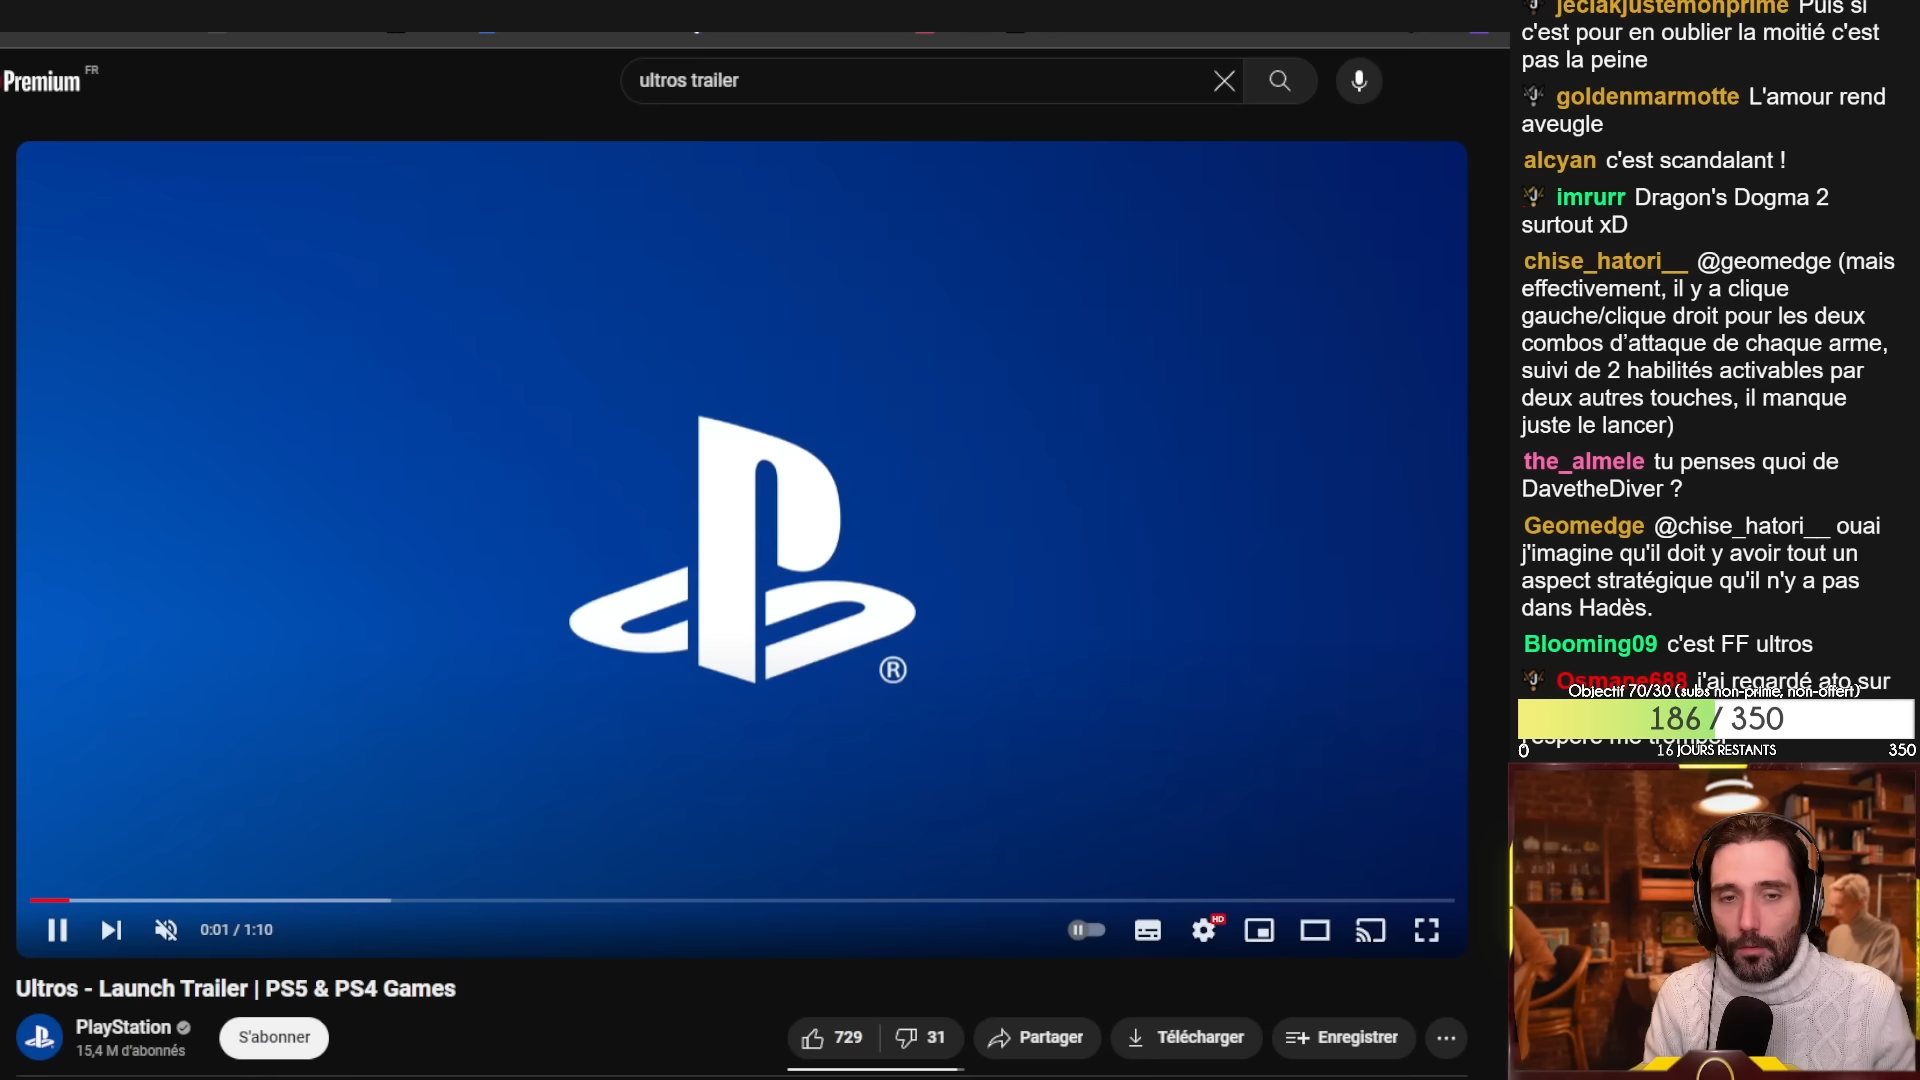 Premium FR
ultros trailer
®
0:01 / 1:10
HD
Ultros - Launch Trailer | PS5 & PS4 Games
PlayStation
15,4 M d'abonnés
S'abonner
729
31
Partager
Télécharger
Enregistrer
jeclakjustemonprime Puis si
c'est pour en oublier la moitié c'est
pas la peine
goldenmarmotte L'amour rend
aveugle
alcyan c'est scandalant !
imrurr Dragon's Dogma 2
surtout xD
chise_hatori__ @geomedge (mais
effectivement, il y a clique
gauche/clique droit pour les deux
combos d'attaque de chaque arme,
suivi de 2 habilités activables par
deux autres touches, il manque
juste le lancer)
the_almele tu penses quoi de
DavetheDiver ?
Geomedge @chise_hatori__ ouai
j'imagine qu'il doit y avoir tout un
aspect stratégique qu'il n'y a pas
dans Hadès.
Blooming09 c'est FF ultros
Osmane688 j'ai regardé ato sur
Objectif 70/30 (subs non-prime, non-offert)
186 / 350
j'espère me tromper
0 16 JOURS RESTANTS 350